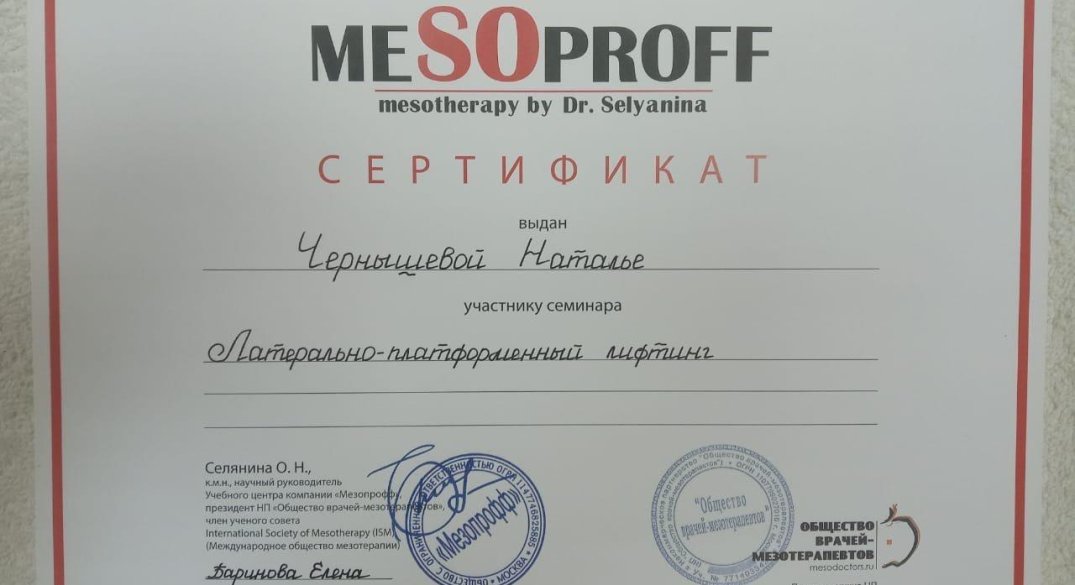 MESOPROFF
mesotherapy by Dr. Selyanina
СЕРТИФИКАТ
выдан
Чернышевой Наталье
участнику семинара
Латерально-платформенный лифтинг
Селянина О. Н.,
к.м.н., научный руководитель
Учебного центра компании «Мезопрофф»,
президент НП «Общество врачей-мезотерапевтов»,
член ученого совета
International Society of Mesotherapy (ISM)
(Международное общество мезотерапии)
Баринова Елена
«Мезопрофф»
МОСКВА
"Общество
врачей-мезотерапевтов"
ОБЩЕСТВО
ВРАЧЕЙ-
МЕЗОТЕРАПЕВТОВ
mesodoctors.ru